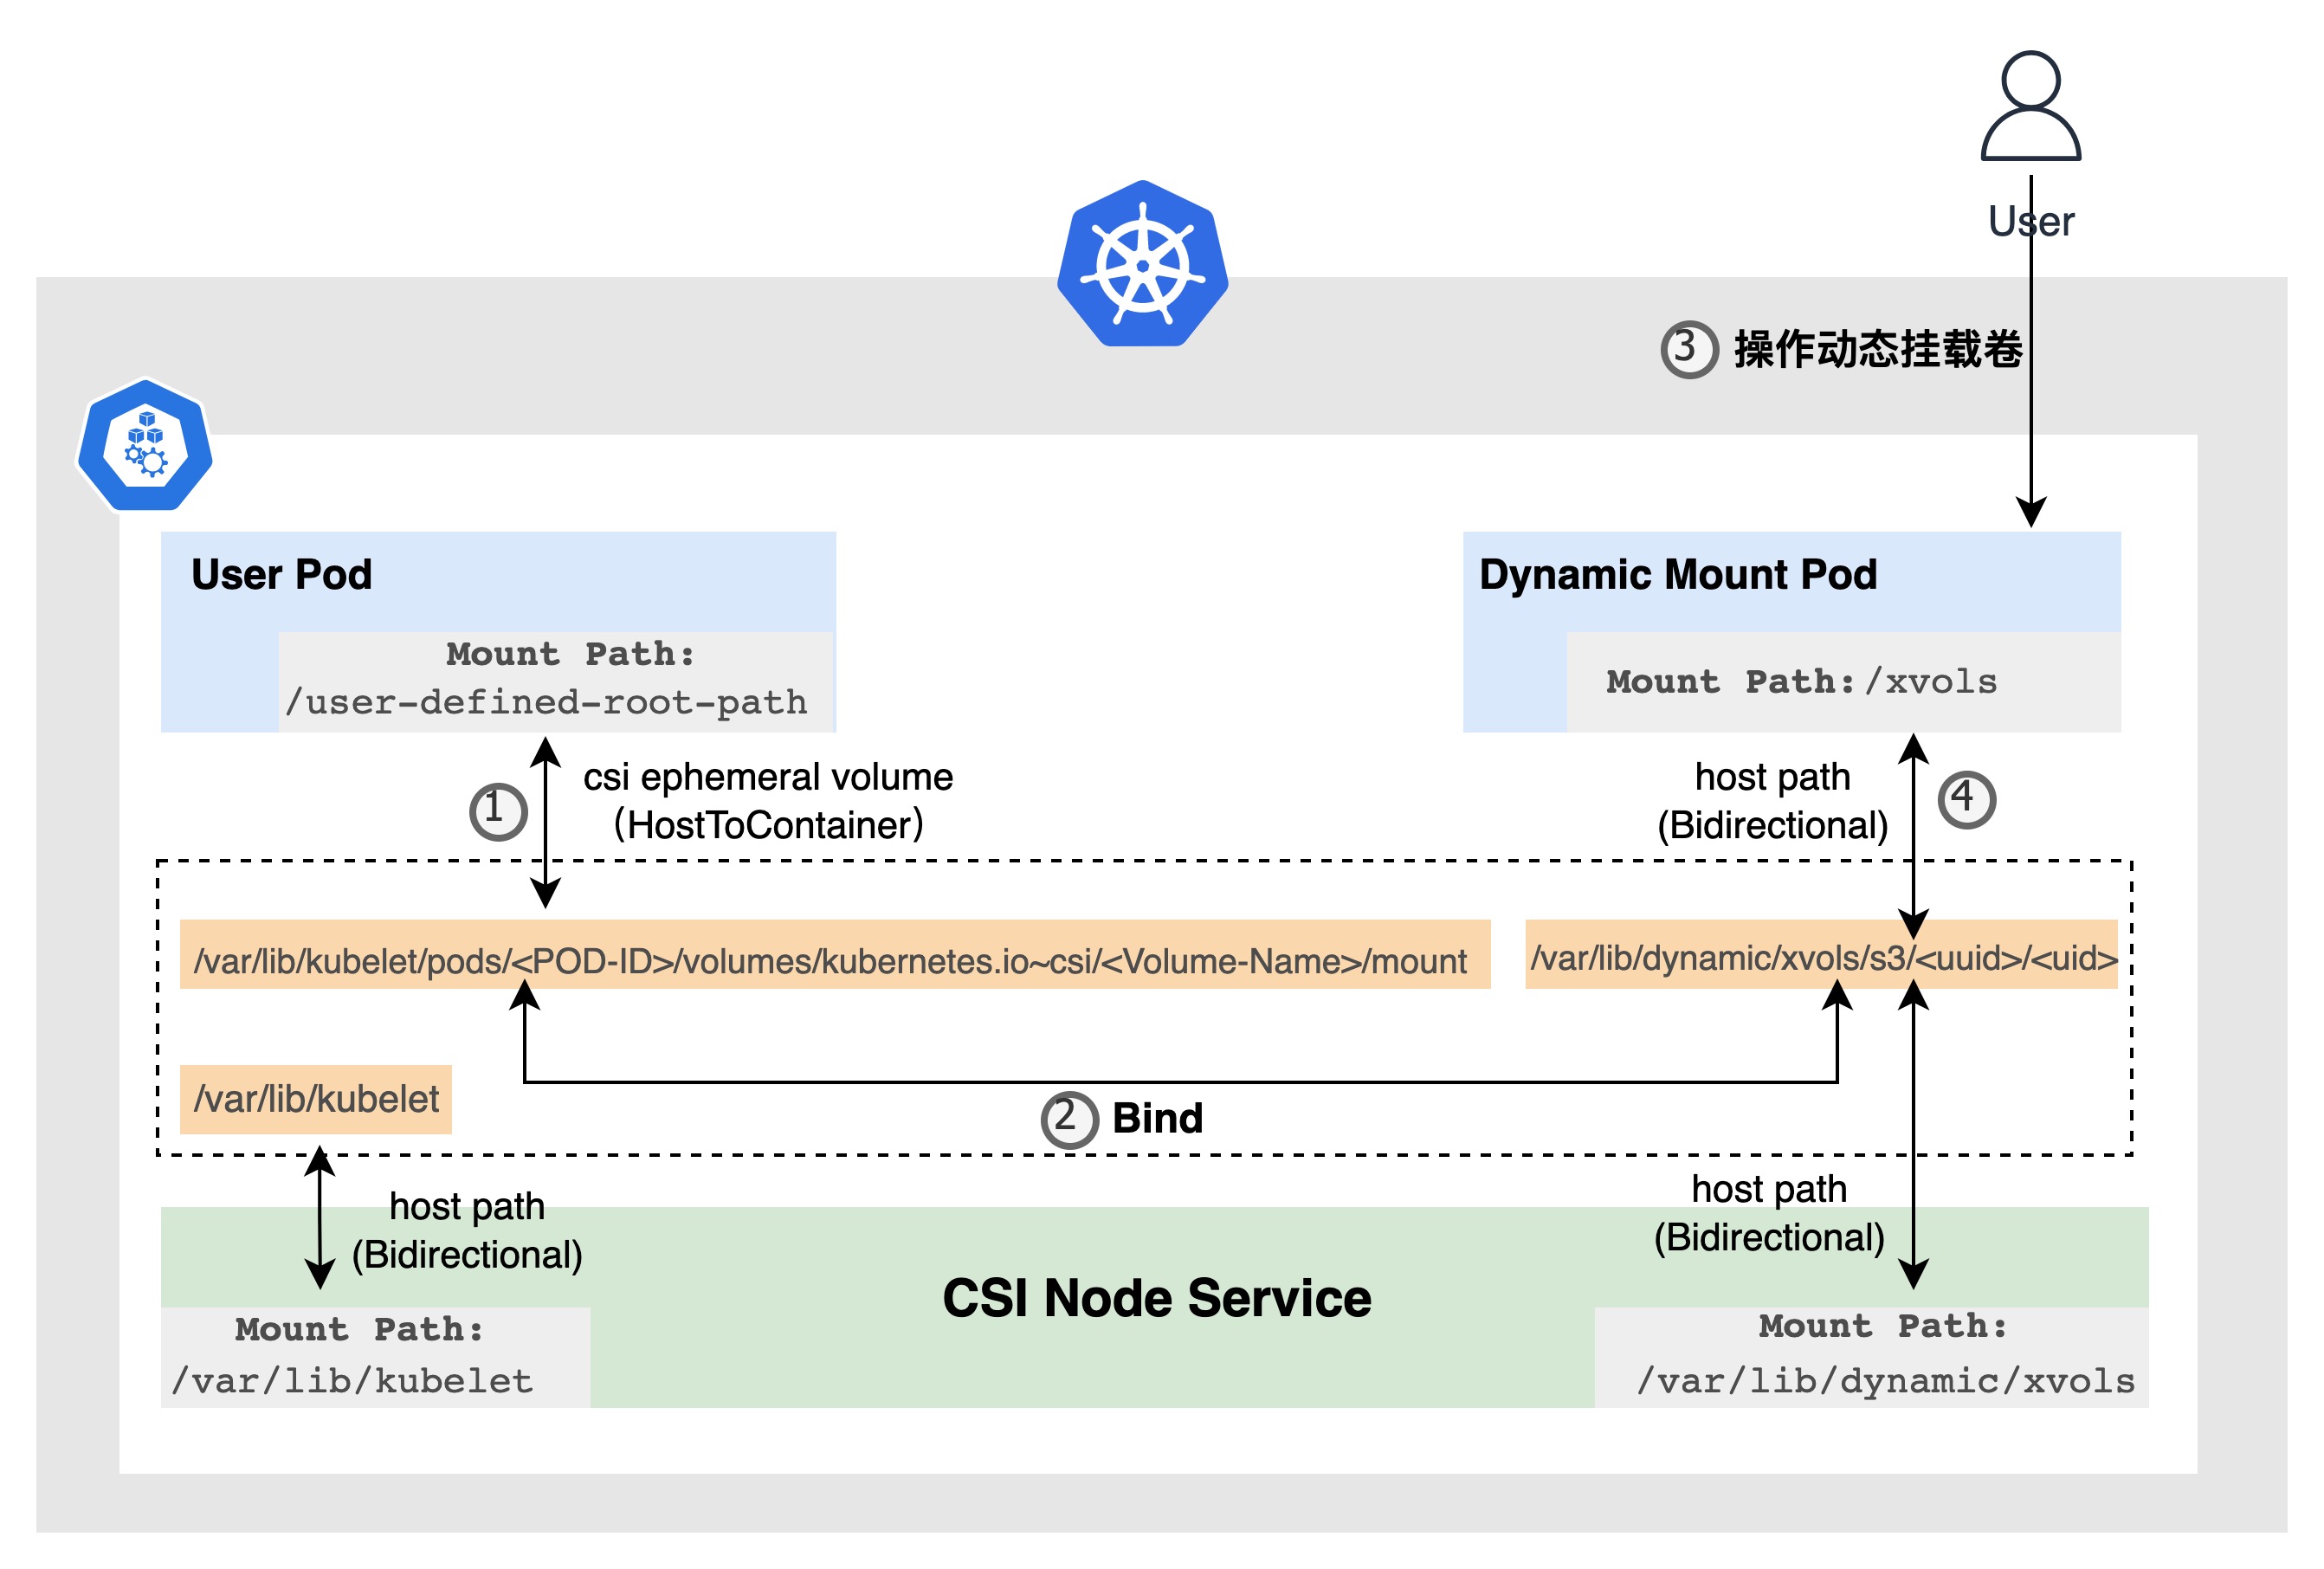 User
3 操作动态挂载卷
User Pod
Mount Path:
/user-defined-root-path
Dynamic Mount Pod
Mount Path:/xvols
1
csi ephemeral volume
(HostToContainer)
host path
(Bidirectional)
4
/var/lib/kubelet/pods/<POD-ID>/volumes/kubernetes.io~csi/<Volume-Name>/mount
/var/lib/dynamic/xvols/s3/<uuid>/<uid>
/var/lib/kubelet
2 Bind
host path
(Bidirectional)
host path
(Bidirectional)
CSI Node Service
Mount Path:
/var/lib/kubelet
Mount Path:
/var/lib/dynamic/xvols